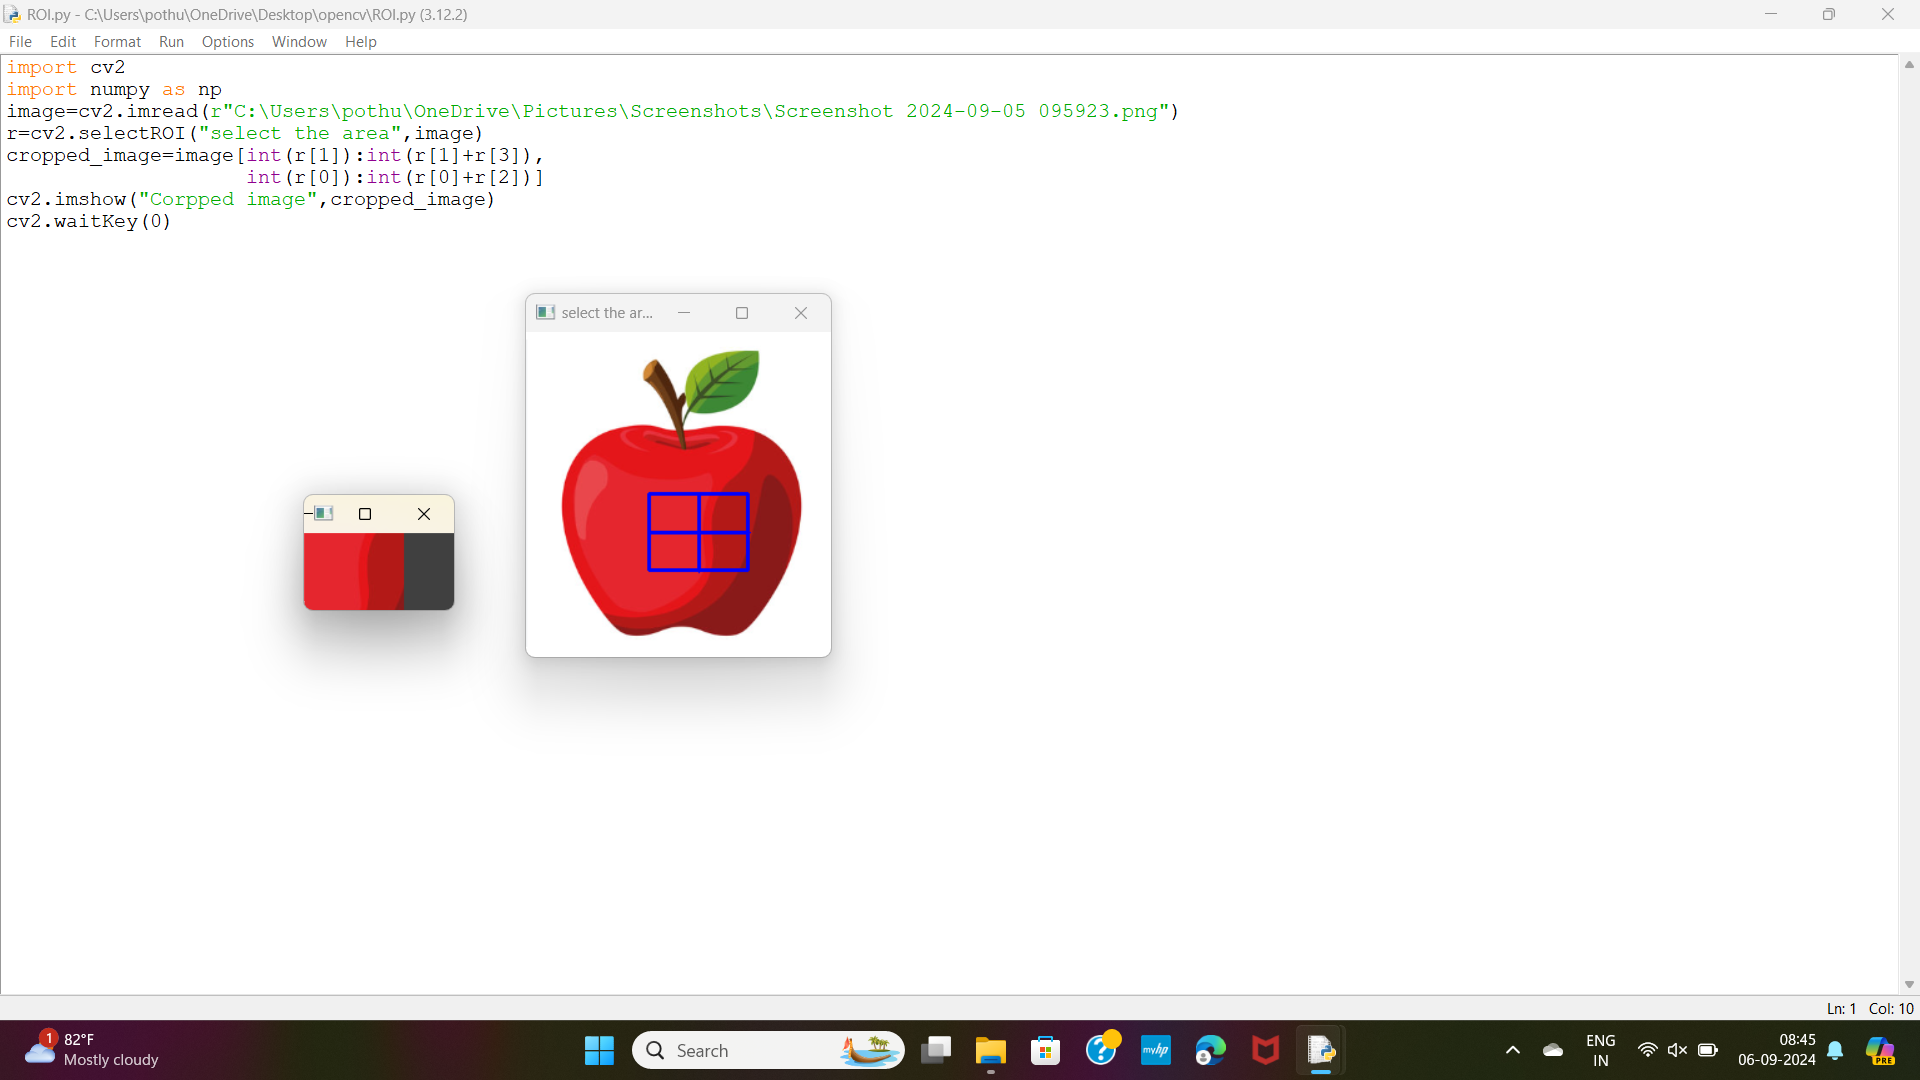 ROI.py - C:\Users\pothu\OneDrive\Desktop\opencv\ROI.py (3.12.2)
File Edit Format Run Options Window Help
import cv2
import numpy as np
image=cv2.imread(r"C:\Users\pothu\OneDrive\Pictures\Screenshots\Screenshot 2024-09-05 095923.png")
r=cv2.selectROI("select the area",image)
cropped_image=image[int(r[1]):int(r[1]+r[3]),
int(r[0]):int(r[0]+r[2])]
cv2.imshow("Corpped image",cropped_image)
cv2.waitKey(0)
select the ar...
Ln: 1 Col: 10
1
82°F
Mostly cloudy
Search
myhp
ENG
IN
08:45
06-09-2024
PRE